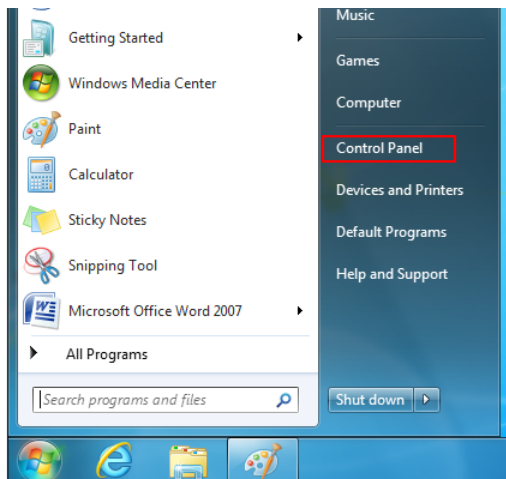 Getting Started
Windows Media Center
Paint
Calculator
Sticky Notes
Snipping Tool
Microsoft Office Word 2007
All Programs
Search programs and files
Music
Games
Computer
Control Panel
Devices and Printers
Default Programs
Help and Support
Shut down